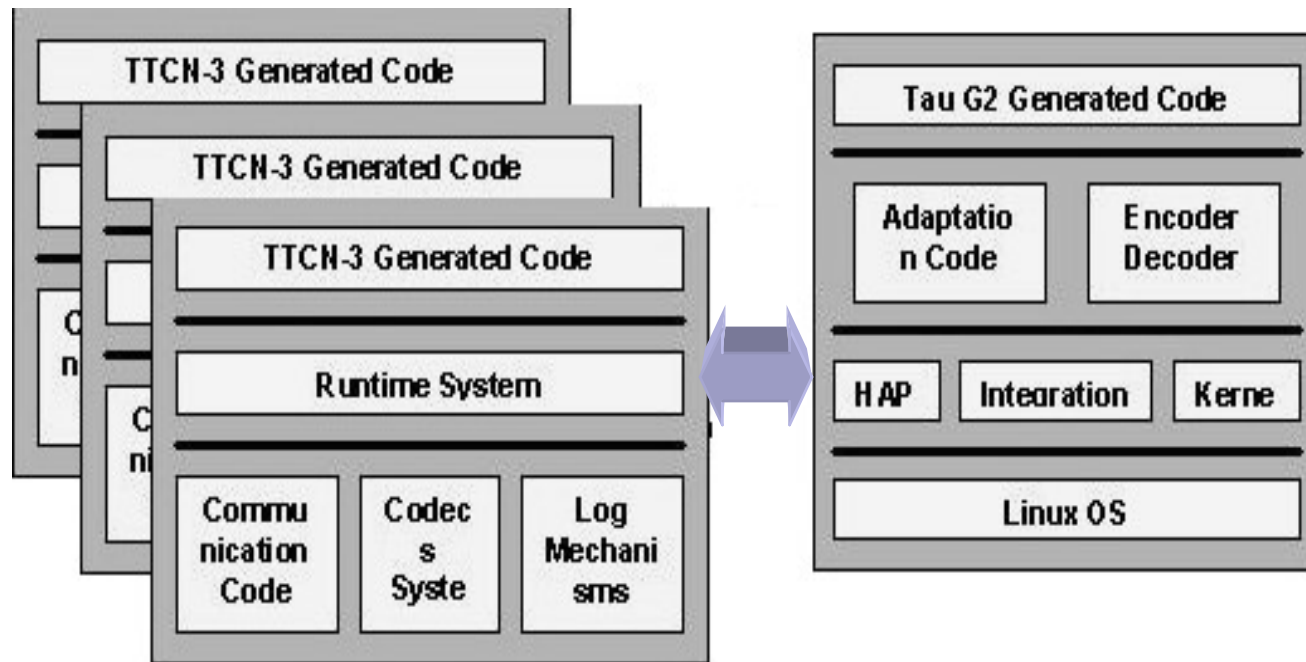 TTCN-3 Generated Code
TTCN-3 Generated Code
TTCN-3 Generated Code
Runtime System
Commu
nication
Code
Codec
s
Syste
Log
Mechani
sms
Tau G2 Generated Code
Adaptatio
n Code
Encoder
Decoder
HAP
Integration
Kerne
Linux OS